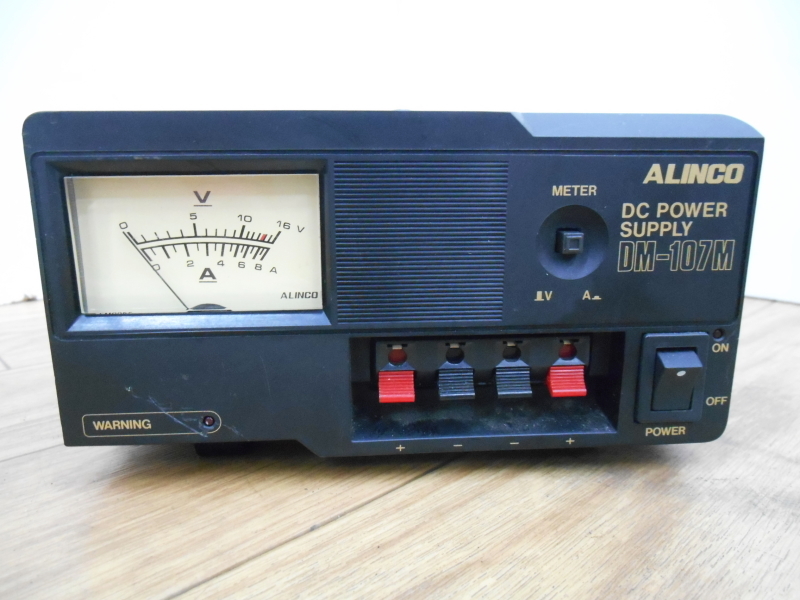 V
0 5 10 16 V
0 2 4 6 8 A
A
ALINCO
ALINCO
METER
DC POWER
SUPPLY
DM-107M
V A
ON
OFF
POWER
WARNING
+ − − +